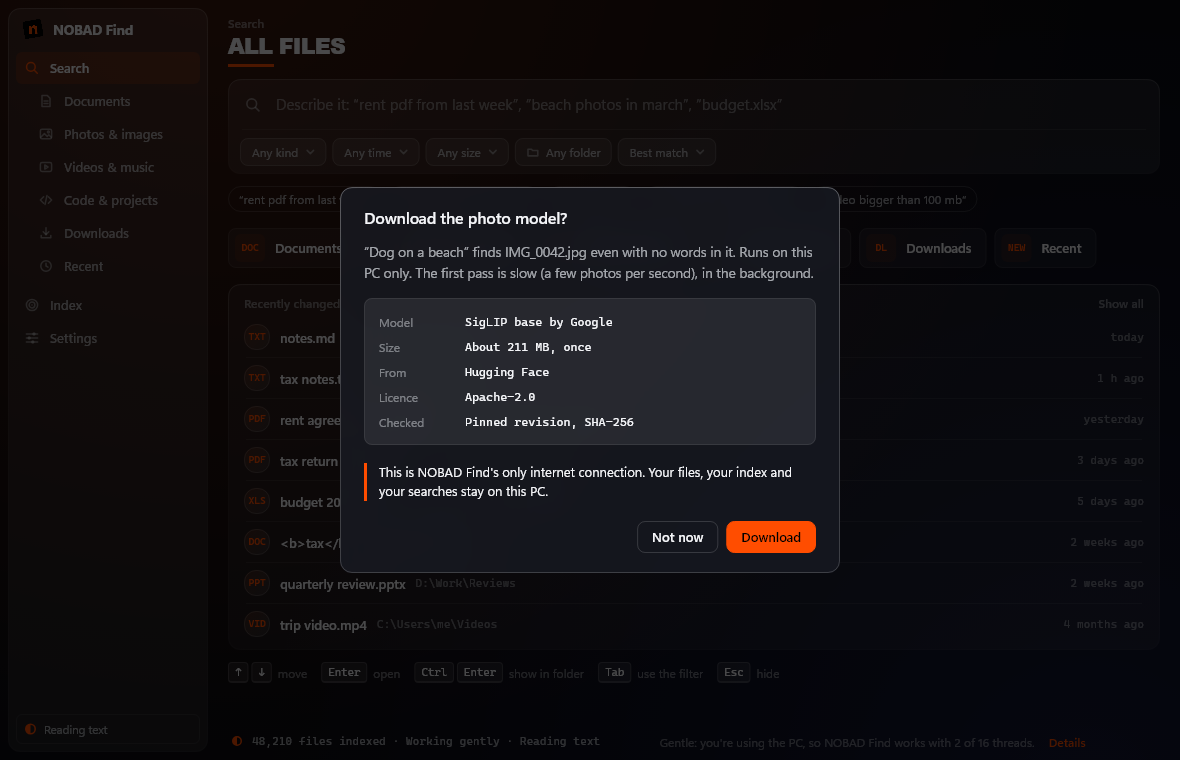 NOBAD Find
Search
Documents
Photos & images
Videos & music
Code & projects
Downloads
Recent
Index
Settings
Reading text
Search
ALL FILES
Describe it: "rent pdf from last week", "beach photos in march", "budget.xlsx"
Any kind
Any time
Any size
Any folder
Best match
"rent pdf from last
bigger than 100 mb"
DOC Documents
DL Downloads
NEW Recent
Recently changed
Show all
TXT notes.md today
TXT tax notes.t 1 h ago
PDF rent agree yesterday
PDF tax return 3 days ago
XLS budget 20 5 days ago
DOC <b>tax</ 2 weeks ago
PPT quarterly review.pptx D:\Work\Reviews 2 weeks ago
VID trip video.mp4 C:\Users\me\Videos 4 months ago
Download the photo model?
"Dog on a beach" finds IMG_0042.jpg even with no words in it. Runs on this
PC only. The first pass is slow (a few photos per second), in the background.
Model SigLIP base by Google
Size About 211 MB, once
From Hugging Face
Licence Apache-2.0
Checked Pinned revision, SHA-256
This is NOBAD Find's only internet connection. Your files, your index and
your searches stay on this PC.
Not now
Download
↑ ↓ move Enter open Ctrl Enter show in folder Tab use the filter Esc hide
48,210 files indexed · Working gently · Reading text
Gentle: you're using the PC, so NOBAD Find works with 2 of 16 threads. Details